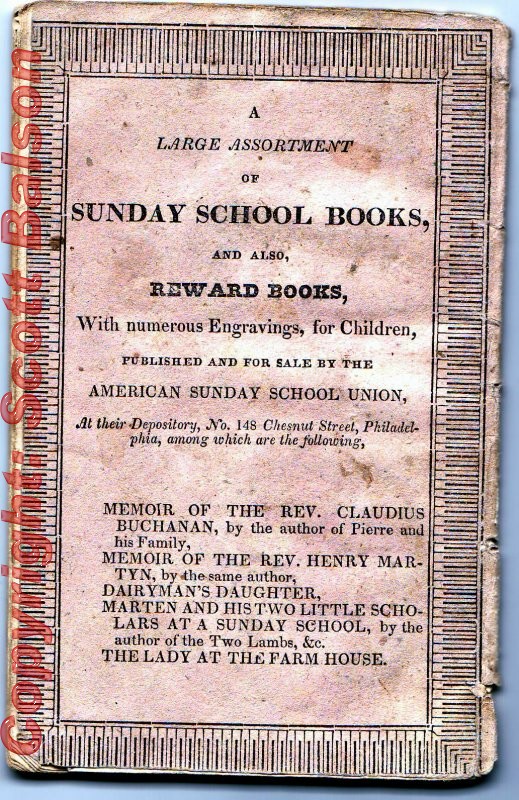 A
LARGE ASSORTMENT
OF
SUNDAY SCHOOL BOOKS,
AND ALSO,
REWARD BOOKS,
With numerous Engravings, for Children,
PUBLISHED AND FOR SALE BY THE
AMERICAN SUNDAY SCHOOL UNION,
At their Depository, No. 148 Chesnut Street, Philadel-
phia, among which are the following,
MEMOIR OF THE REV. CLAUDIUS
BUCHANAN, by the author of Pierre and
his Family,
MEMOIR OF THE REV. HENRY MAR-
TYN, by the same author,
DAIRYMAN'S DAUGHTER,
MARTEN AND HIS TWO LITTLE SCHO-
LARS AT A SUNDAY SCHOOL, by the
author of the Two Lambs, &c.
THE LADY AT THE FARM HOUSE.
Copyright: Scott Balson